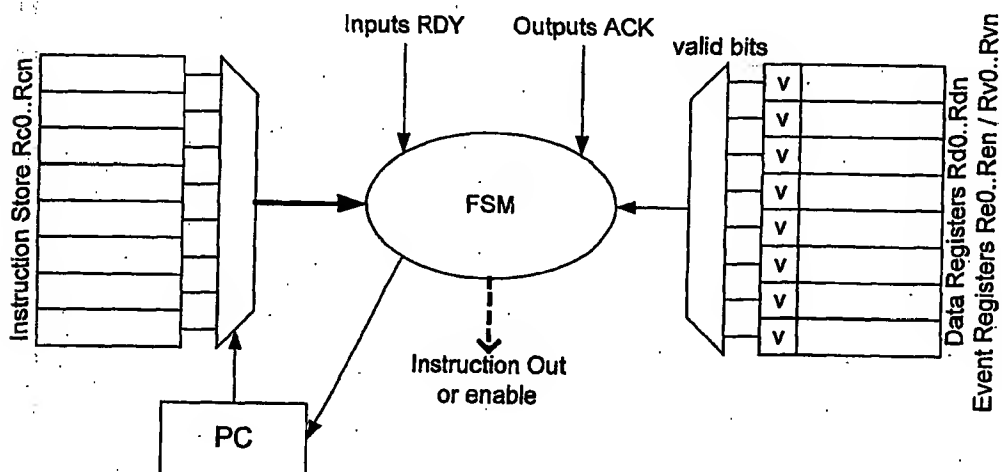 Inputs RDY
Outputs ACK
valid bits
Instruction Store Rc0..Rcn
FSM
v
v
v
v
v
v
v
v
Data Registers Rd0..Rdn
Event Registers Re0..Ren / Rv0..Rvn
Instruction Out
or enable
PC